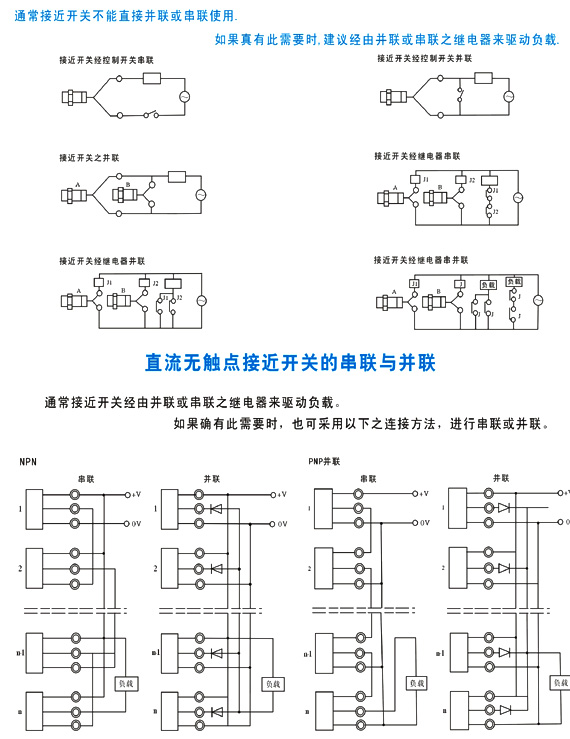 通常接近开关不能直接并联或串联使用.
如果真有此需要时,建议经由并联或串联之继电器来驱动负载.
接近开关经控制开关串联
接近开关经控制开关并联
接近开关之并联
A
B
接近开关经继电器串联
J1
J2
A
B
J1
J2
接近开关经继电器并联
J1
J2
A
B
J1
J2
接近开关经继电器串并联
J1
J
负载
负载
A
B
J
J
J
J
直流无触点接近开关的串联与并联
通常接近开关经由并联或串联之继电器来驱动负载。
如果确有此需要时，也可采用以下之连接方法，进行串联或并联。
NPN
PNP并联
串联
并联
串联
并联
1
+V
0V
1
+V
0V
1
+V
0V
1
+V
0V
2
2
2
2
n-1
n-1
n-1
n-1
负载
负载
负载
负载
n
n
n
n